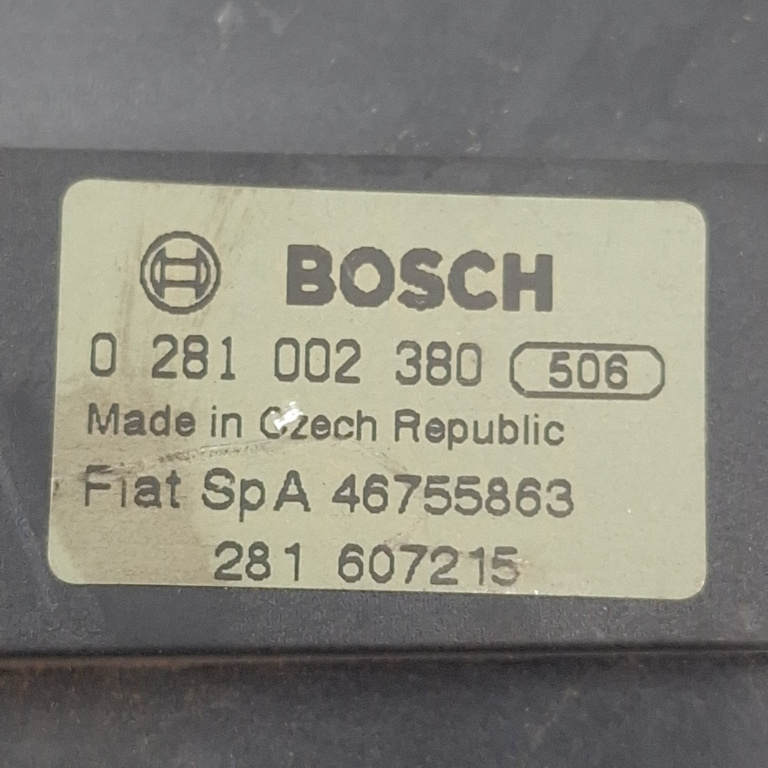 BOSCH
0 281 002 380 506
Made in Czech Republic
Fiat SpA 46755863
281 607215